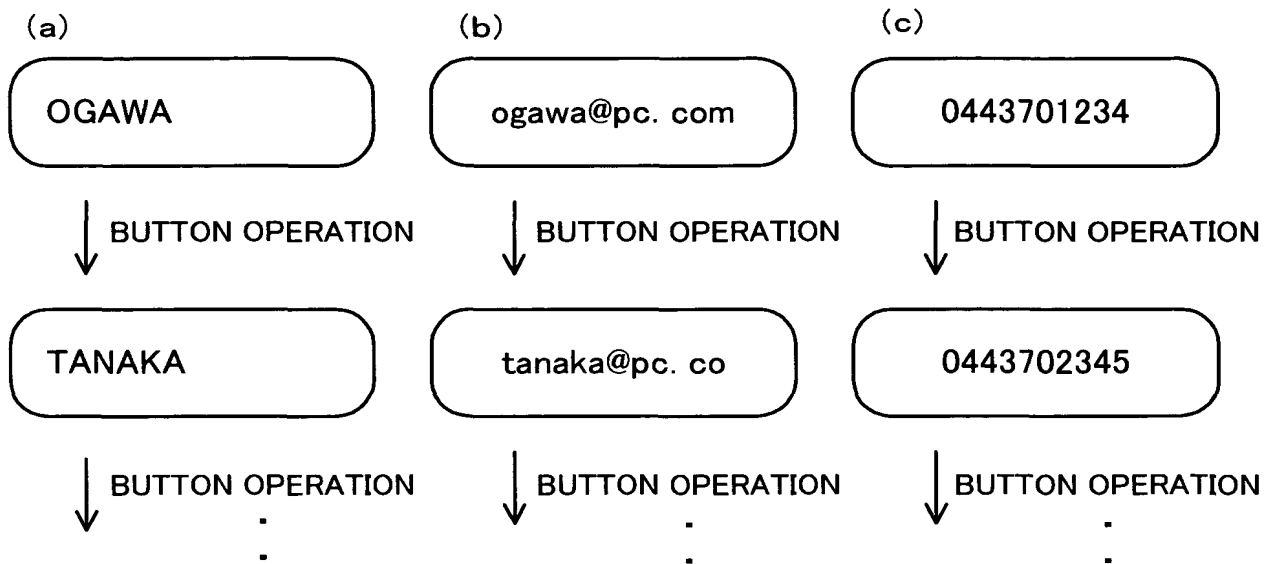 (a) (b) (c)
OGAWA ogawa@pc. com 0443701234
BUTTON OPERATION BUTTON OPERATION BUTTON OPERATION
TANAKA tanaka@pc. co 0443702345
BUTTON OPERATION BUTTON OPERATION BUTTON OPERATION